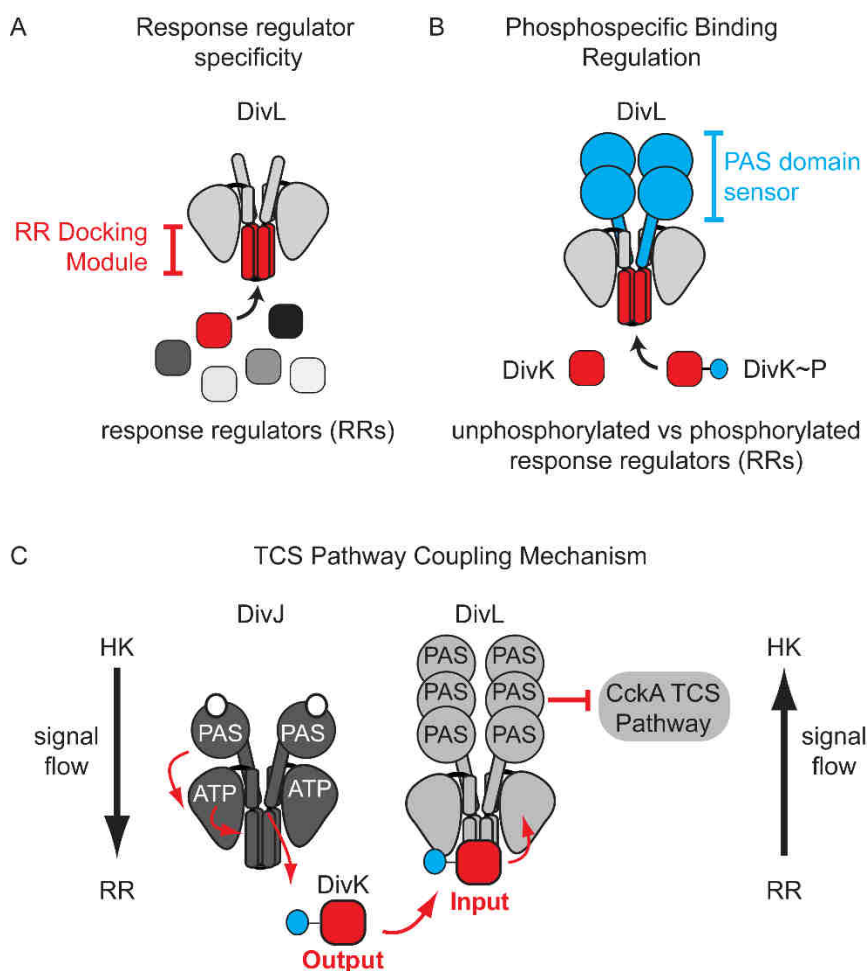 A
Response regulator
specificity
DivL
RR Docking
Module
response regulators (RRs)
B
Phosphospecific Binding
Regulation
DivL
PAS domain
sensor
DivK
DivK~P
unphosphorylated vs phosphorylated
response regulators (RRs)
C
TCS Pathway Coupling Mechanism
HK
signal
flow
RR
DivJ
PAS
PAS
ATP
ATP
DivK
Output
DivL
PAS
PAS
PAS
PAS
PAS
PAS
Input
CckA TCS
Pathway
HK
signal
flow
RR